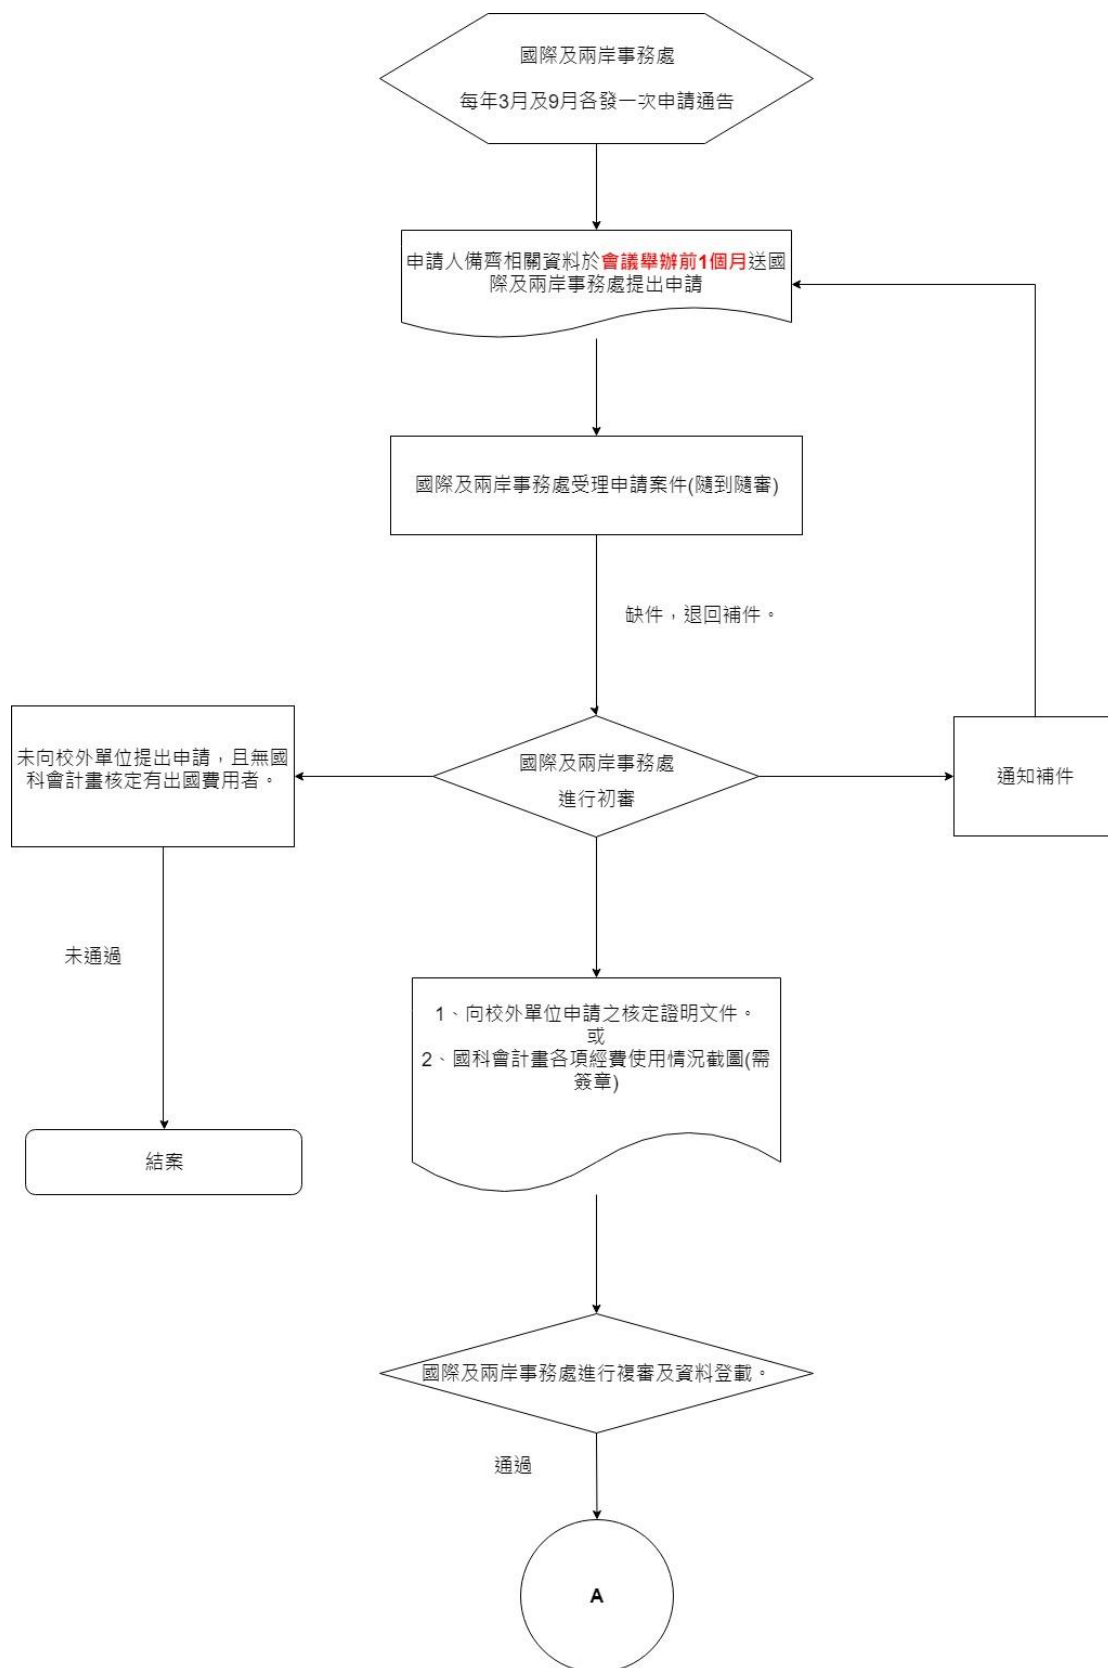 國際及兩岸事務處
每年3月及9月各發一次申請通告
申請人備齊相關資料於會議舉辦前1個月送國
際及兩岸事務處提出申請
國際及兩岸事務處受理申請案件(隨到隨審)
缺件，退回補件。
未向校外單位提出申請，且無國
科會計畫核定有出國費用者。
國際及兩岸事務處
進行初審
通知補件
未通過
1、向校外單位申請之核定證明文件。
或
2、國科會計畫各項經費使用情況截圖(需
簽章)
結案
國際及兩岸事務處進行複審及資料登載。
通過
A